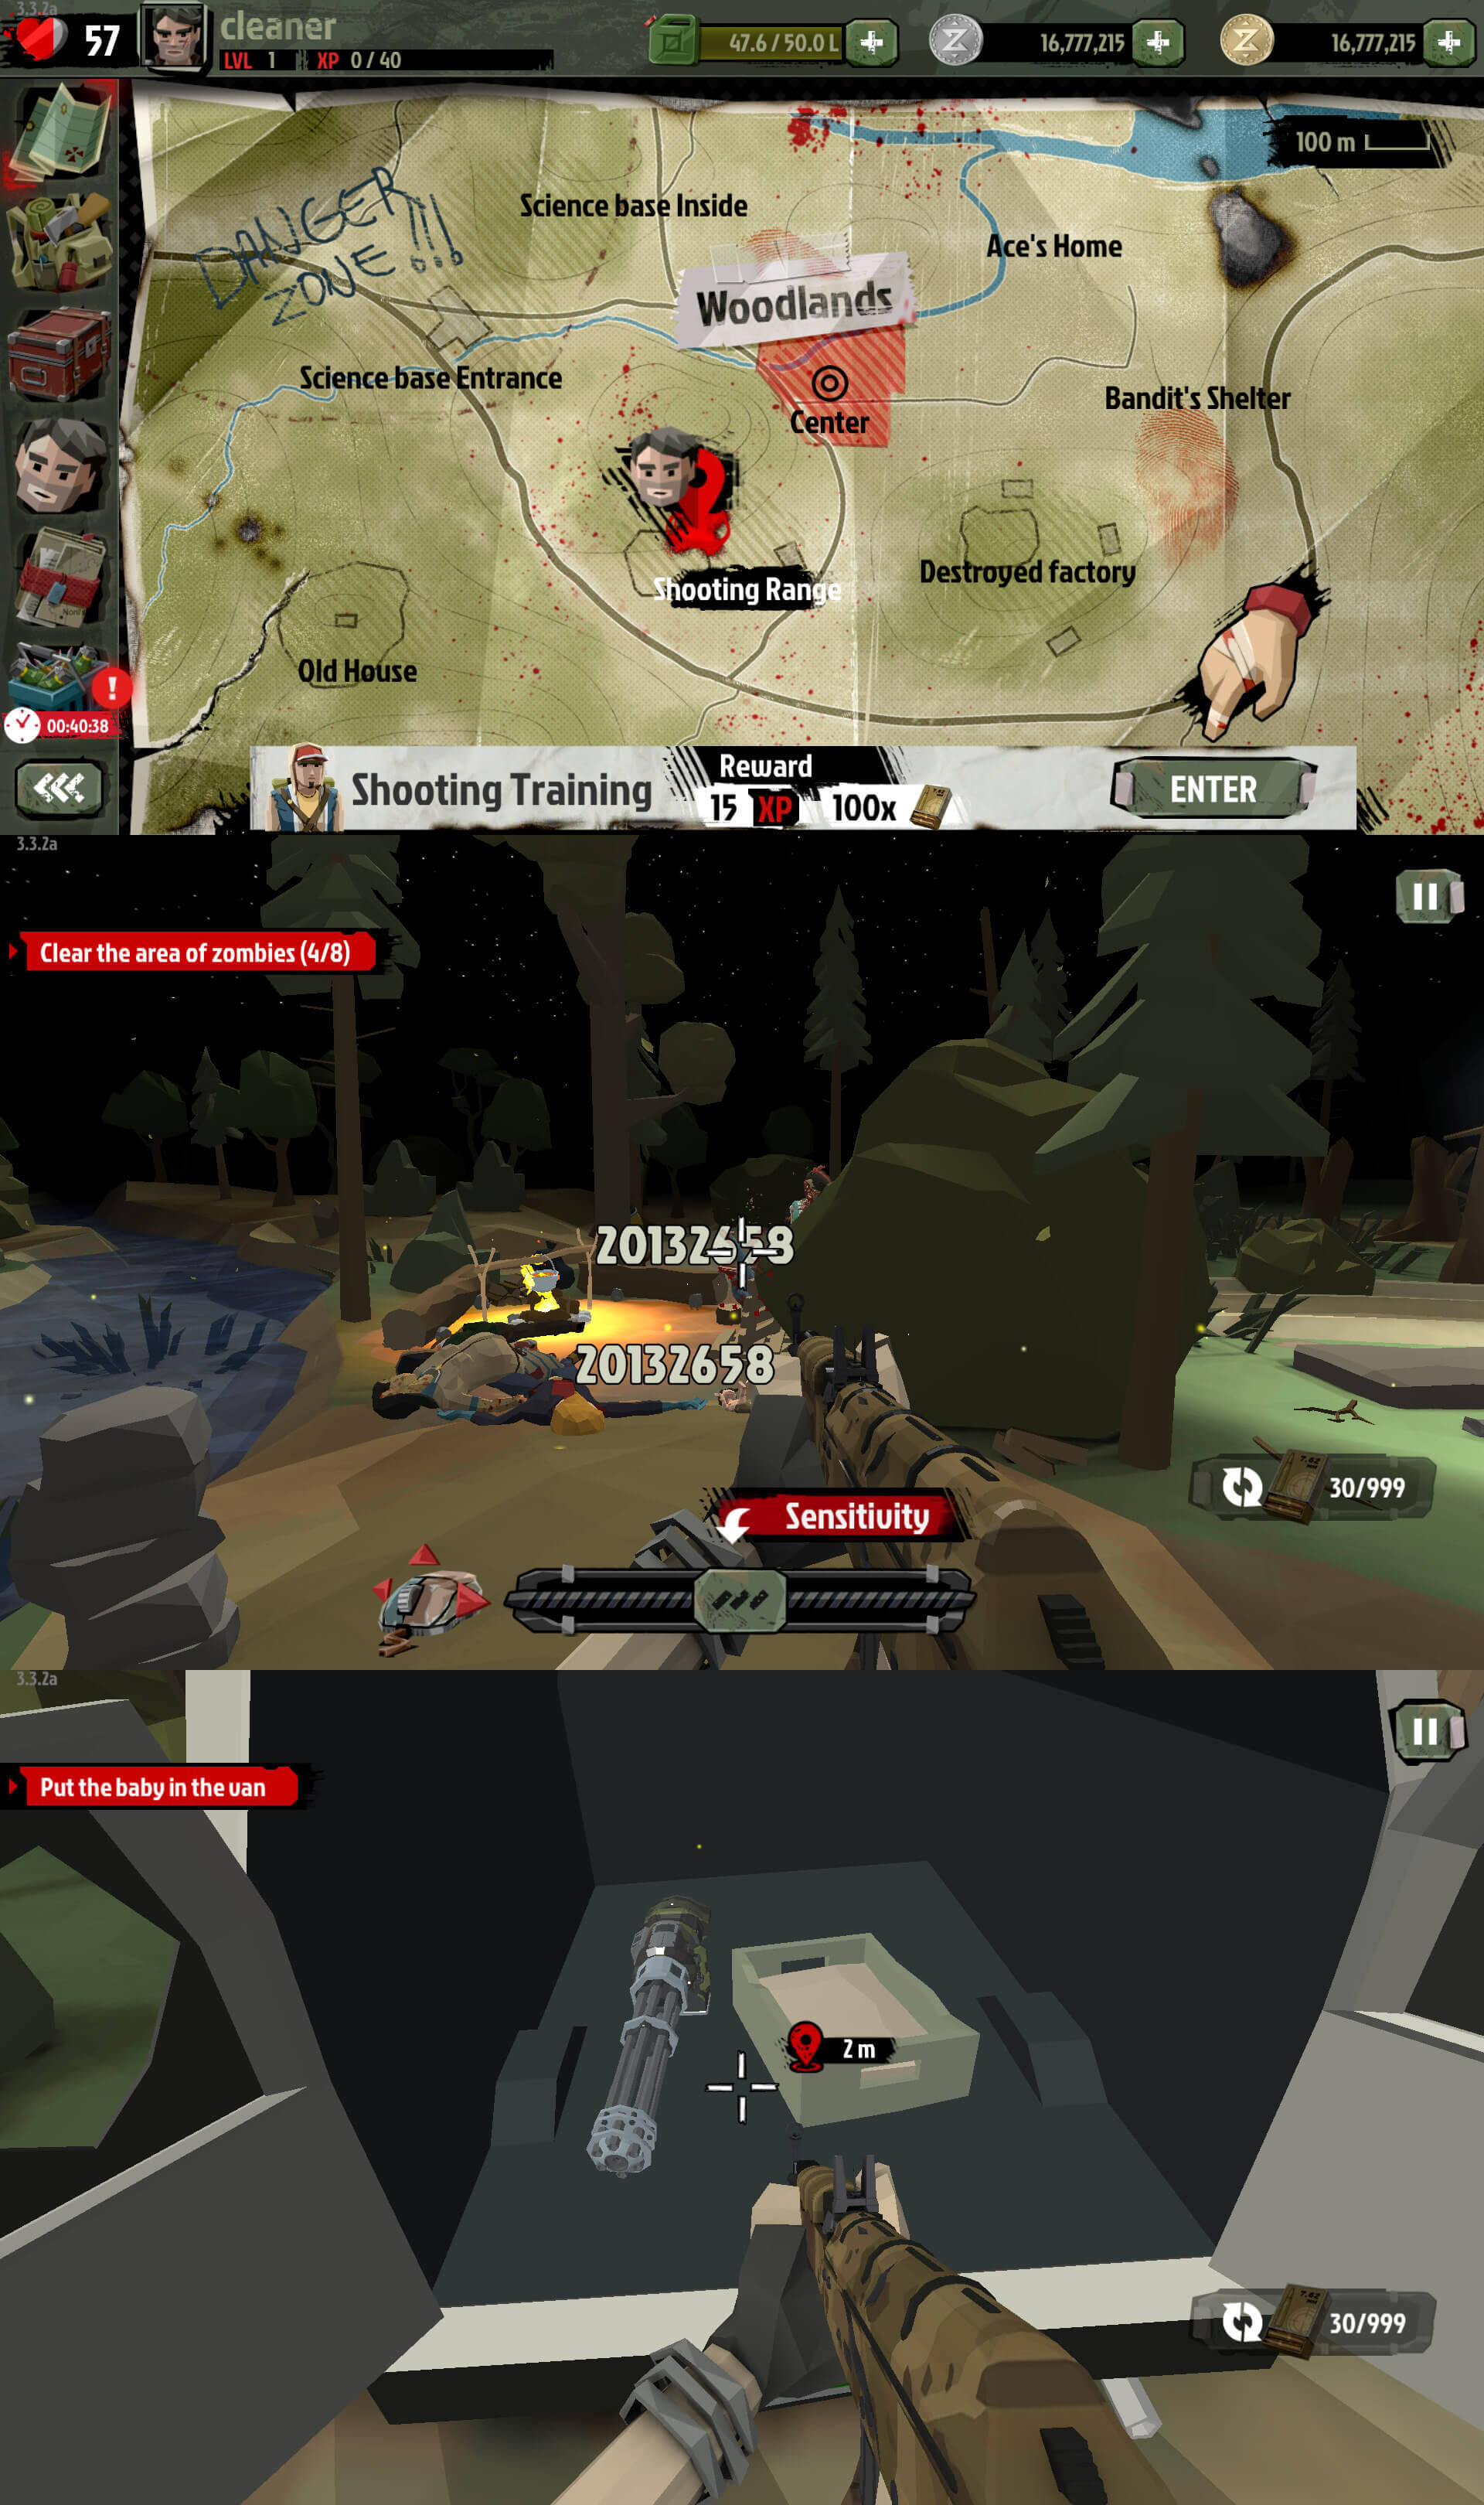 3.3.2a
57
cleaner
LVL 1 XP 0 / 40
47.6 / 50.0 L
16,777,215
16,777,215
100 m
DANGER
ZONE!!!
Science base Inside
Ace's Home
Woodlands
Science base Entrance
Center
Bandit's Shelter
Shooting Range
Destroyed factory
Old House
00:40:38
Shooting Training
Reward
15 XP 100x
ENTER
3.3.2a
Clear the area of zombies (4/8)
20132658
20132658
7.62
30/999
Sensitivity
3.3.2a
Put the baby in the van
2 m
7.62
30/999